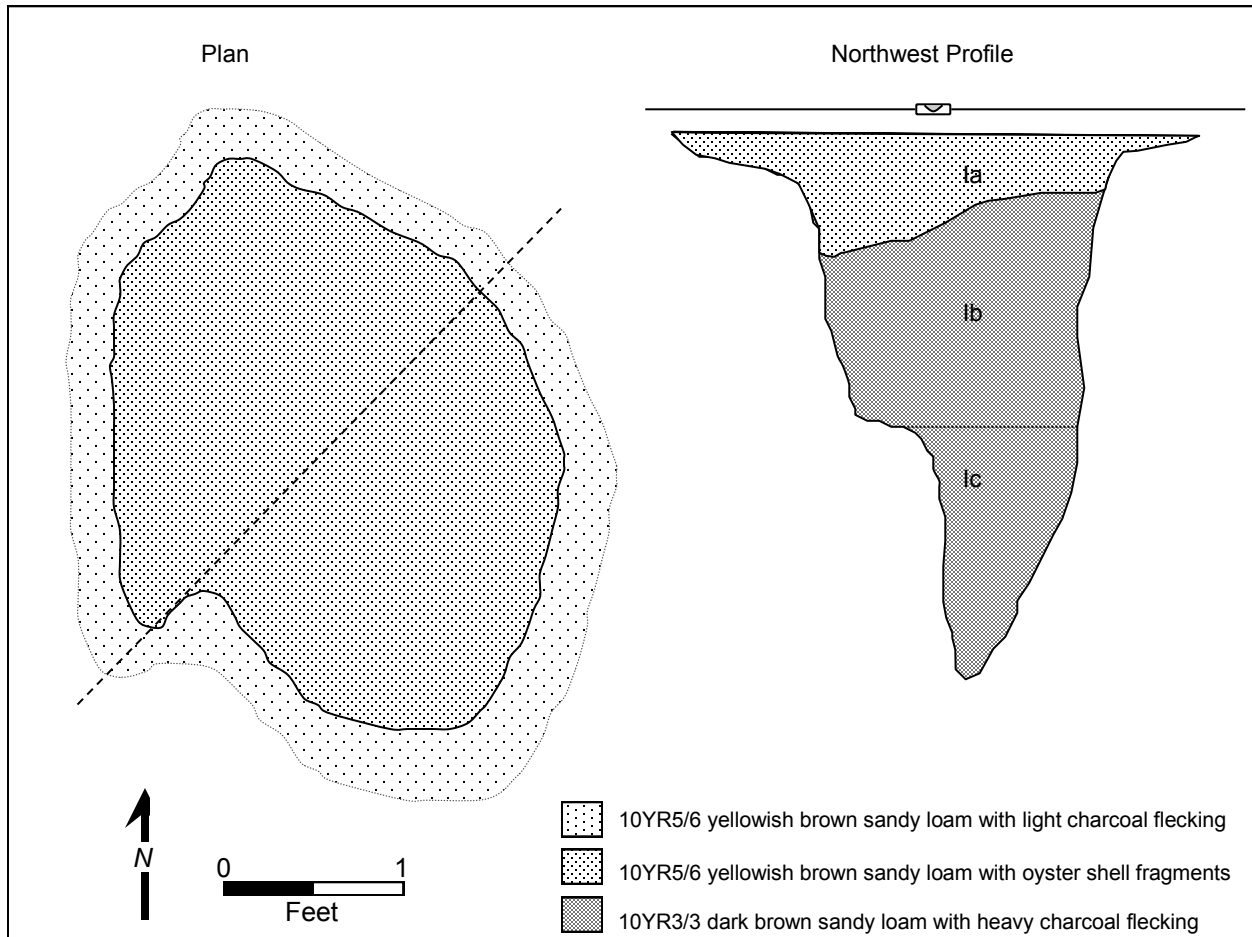 Plan
Northwest Profile
Ia
Ib
Ic
N
0 1
Feet
10YR5/6 yellowish brown sandy loam with light charcoal flecking
10YR5/6 yellowish brown sandy loam with oyster shell fragments
10YR3/3 dark brown sandy loam with heavy charcoal flecking